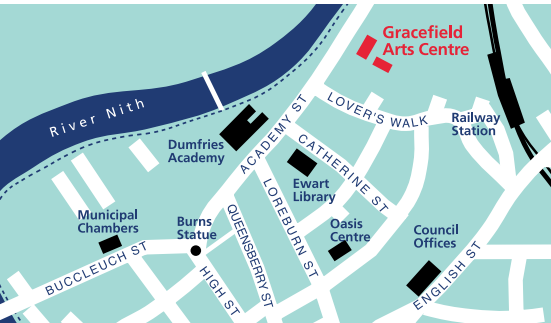 Gracefield
Arts Centre
River Nith
LOVER'S WALK
Railway
Station
Dumfries
Academy
ACADEMY ST
CATHERINE ST
Ewart
Library
Municipal
Chambers
Burns
Statue
QUEENSBERRY ST
LOREBURN ST
Oasis
Centre
Council
Offices
BUCCLEUCH ST
HIGH ST
ENGLISH ST